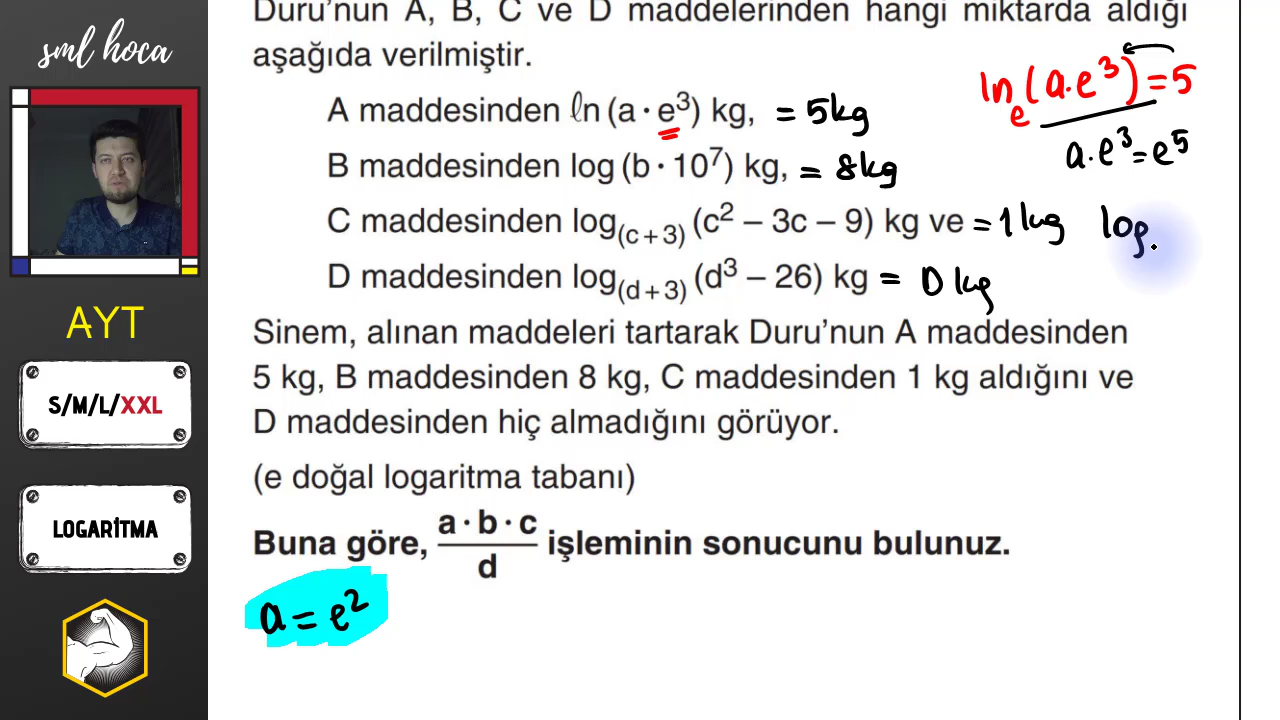 sml hoca
AYT
S/M/L/XXL
LOGARİTMA
Duru'nun A, B, C ve D maddelerinden hangi miktarda aldığı
aşağıda verilmiştir.
A maddesinden ℓn (a · e³) kg, = 5kg
B maddesinden log (b · 10⁷) kg, = 8kg
C maddesinden log₍c + 3₎ (c² – 3c – 9) kg ve = 1kg
D maddesinden log₍d + 3₎ (d³ – 26) kg = 0kg
ln e (a.e³) = 5
a.e³ = e⁵
log
Sinem, alınan maddeleri tartarak Duru'nun A maddesinden
5 kg, B maddesinden 8 kg, C maddesinden 1 kg aldığını ve
D maddesinden hiç almadığını görüyor.
(e doğal logaritma tabanı)
Buna göre, a · b · c / d işleminin sonucunu bulunuz.
a = e²